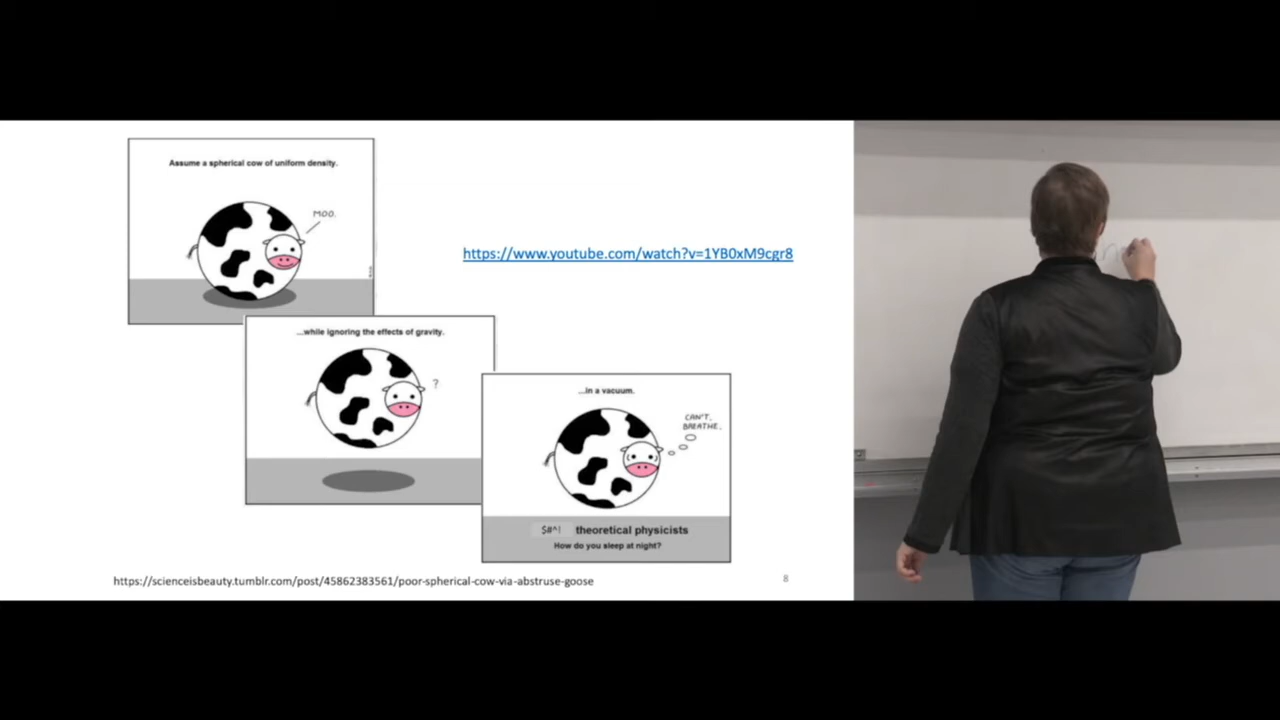 Assume a spherical cow of uniform density.
MOO.
https://www.youtube.com/watch?v=1YB0xM9cgr8
...while ignoring the effects of gravity.
?
...in a vacuum.
CAN'T.
BREATHE.
$#^! theoretical physicists
How do you sleep at night?
https://scienceisbeauty.tumblr.com/post/45862383561/poor-spherical-cow-via-abstruse-goose
8